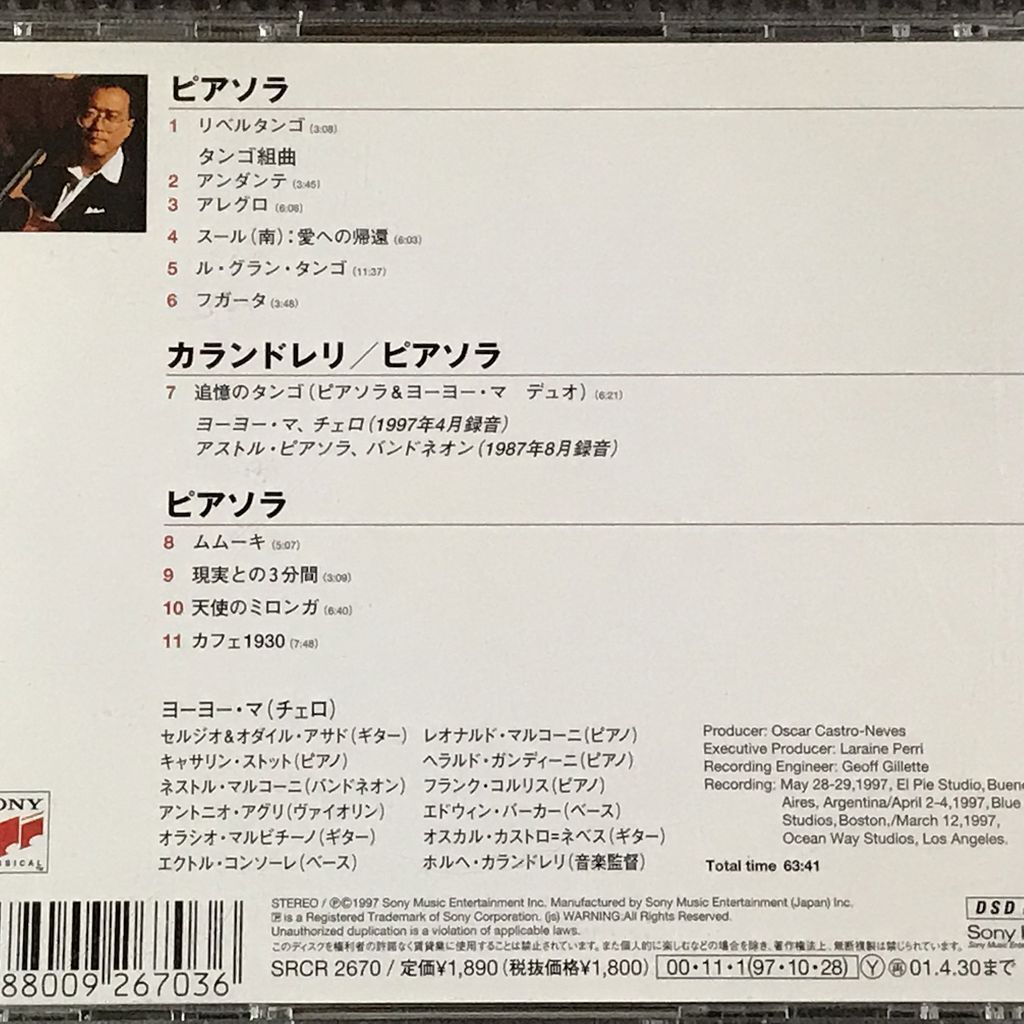 ピアソラ
1 リベルタンゴ (3:08)
タンゴ組曲
2 アンダンテ (3:45)
3 アレグロ (6:08)
4 スール(南):愛への帰還 (6:03)
5 ル・グラン・タンゴ (11:37)
6 フガータ (3:48)
カランドレリ／ピアソラ
7 追憶のタンゴ(ピアソラ&ヨーヨー・マ　デュオ) (6:21)
ヨーヨー・マ、チェロ(1997年4月録音)
アストル・ピアソラ、バンドネオン(1987年8月録音)
ピアソラ
8 ムムーキ (5:07)
9 現実との3分間 (3:09)
10 天使のミロンガ (6:40)
11 カフェ1930 (7:48)
ヨーヨー・マ(チェロ)
セルジオ&オダイル・アサド(ギター)
キャサリン・ストット(ピアノ)
ネストル・マルコーニ(バンドネオン)
アントニオ・アグリ(ヴァイオリン)
オラシオ・マルビチーノ(ギター)
エクトル・コンソーレ(ベース)
レオナルド・マルコーニ(ピアノ)
ヘラルド・ガンディーニ(ピアノ)
フランク・コルリス(ピアノ)
エドウィン・バーカー(ベース)
オスカル・カストロ=ネベス(ギター)
ホルヘ・カランドレリ(音楽監督)
Producer: Oscar Castro-Neves
Executive Producer: Laraine Perri
Recording Engineer: Geoff Gillette
Recording: May 28-29,1997, El Pie Studio, Buen
Aires, Argentina/April 2-4,1997, Blue
Studios, Boston,/March 12,1997,
Ocean Way Studios, Los Angeles.
Total time 63:41
ONY
SSICAL
STEREO / ℗©1997 Sony Music Entertainment Inc. Manufactured by Sony Music Entertainment (Japan) Inc.
is a Registered Trademark of Sony Corporation. (js) WARNING:All Rights Reserved.
Unauthorized duplication is a violation of applicable laws.
このディスクを権利者の許諾なく賃貸業に使用することは禁止されています。また個人的に楽しむなどの場合を除き、著作権法上、無断複製は禁じられています。
SRCR 2670 / 定価¥1,890 (税抜価格¥1,800) 00・11・1(97・10・28) Ⓨ 再 01.4.30まで
DSD
Sony
88009 267036